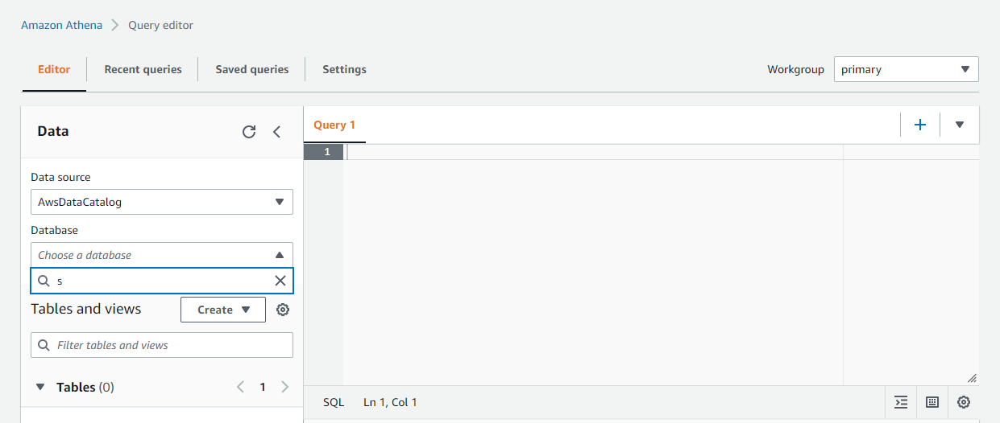 Amazon Athena > Query editor
Editor Recent queries Saved queries Settings Workgroup primary
Data
Query 1
1
Data source
AwsDataCatalog
Database
Choose a database
s
Tables and views Create
Filter tables and views
Tables (0) 1
SQL Ln 1, Col 1